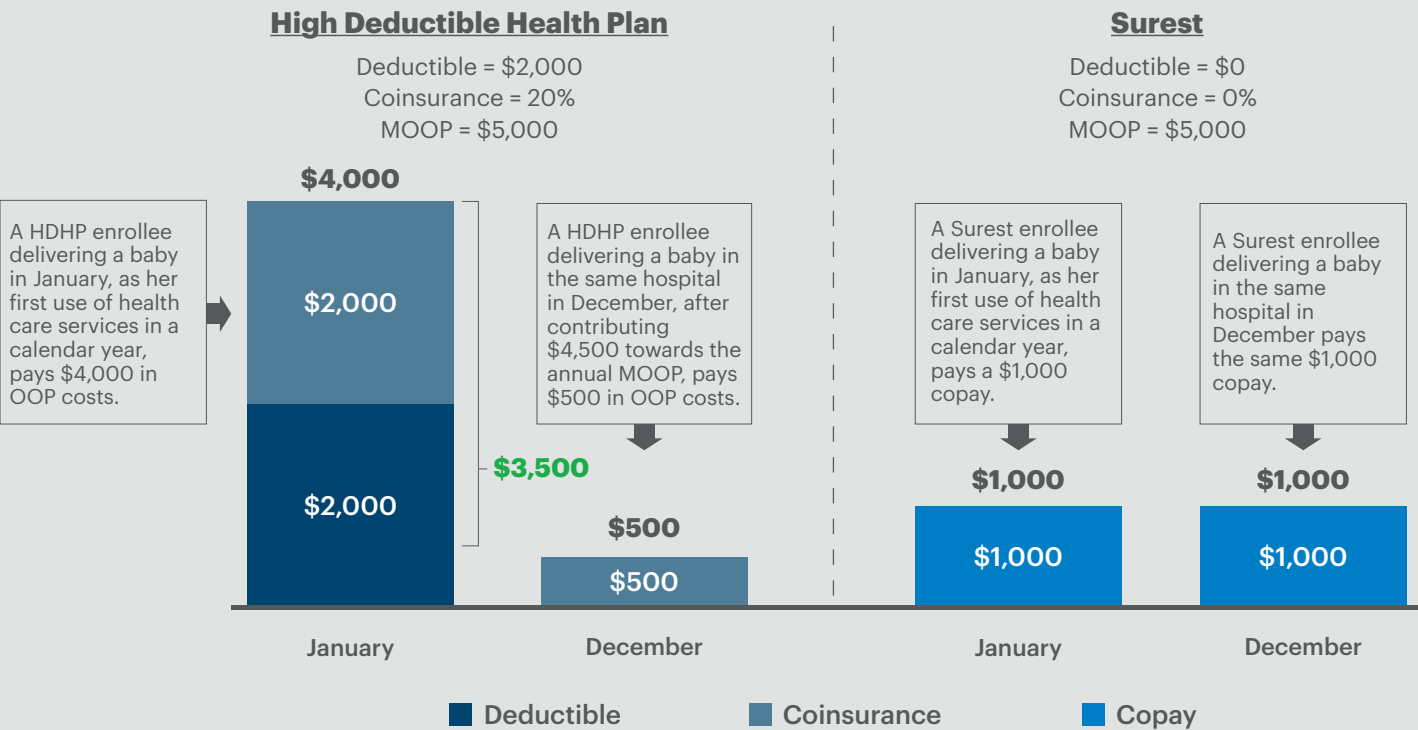 High Deductible Health Plan
Deductible = $2,000
Coinsurance = 20%
MOOP = $5,000
$4,000
A HDHP enrollee
delivering a baby
in January, as her
first use of health
care services in a
calendar year,
pays $4,000 in
OOP costs.
$2,000
$2,000
$3,500
A HDHP enrollee
delivering a baby in
the same hospital
in December, after
contributing
$4,500 towards the
annual MOOP, pays
$500 in OOP costs.
$500
$500
January
December
Surest
Deductible = $0
Coinsurance = 0%
MOOP = $5,000
A Surest enrollee
delivering a baby
in January, as her
first use of health
care services in a
calendar year,
pays a $1,000
copay.
$1,000
$1,000
A Surest enrollee
delivering a baby
in the same
hospital in
December pays
the same $1,000
copay.
$1,000
$1,000
January
December
Deductible
Coinsurance
Copay